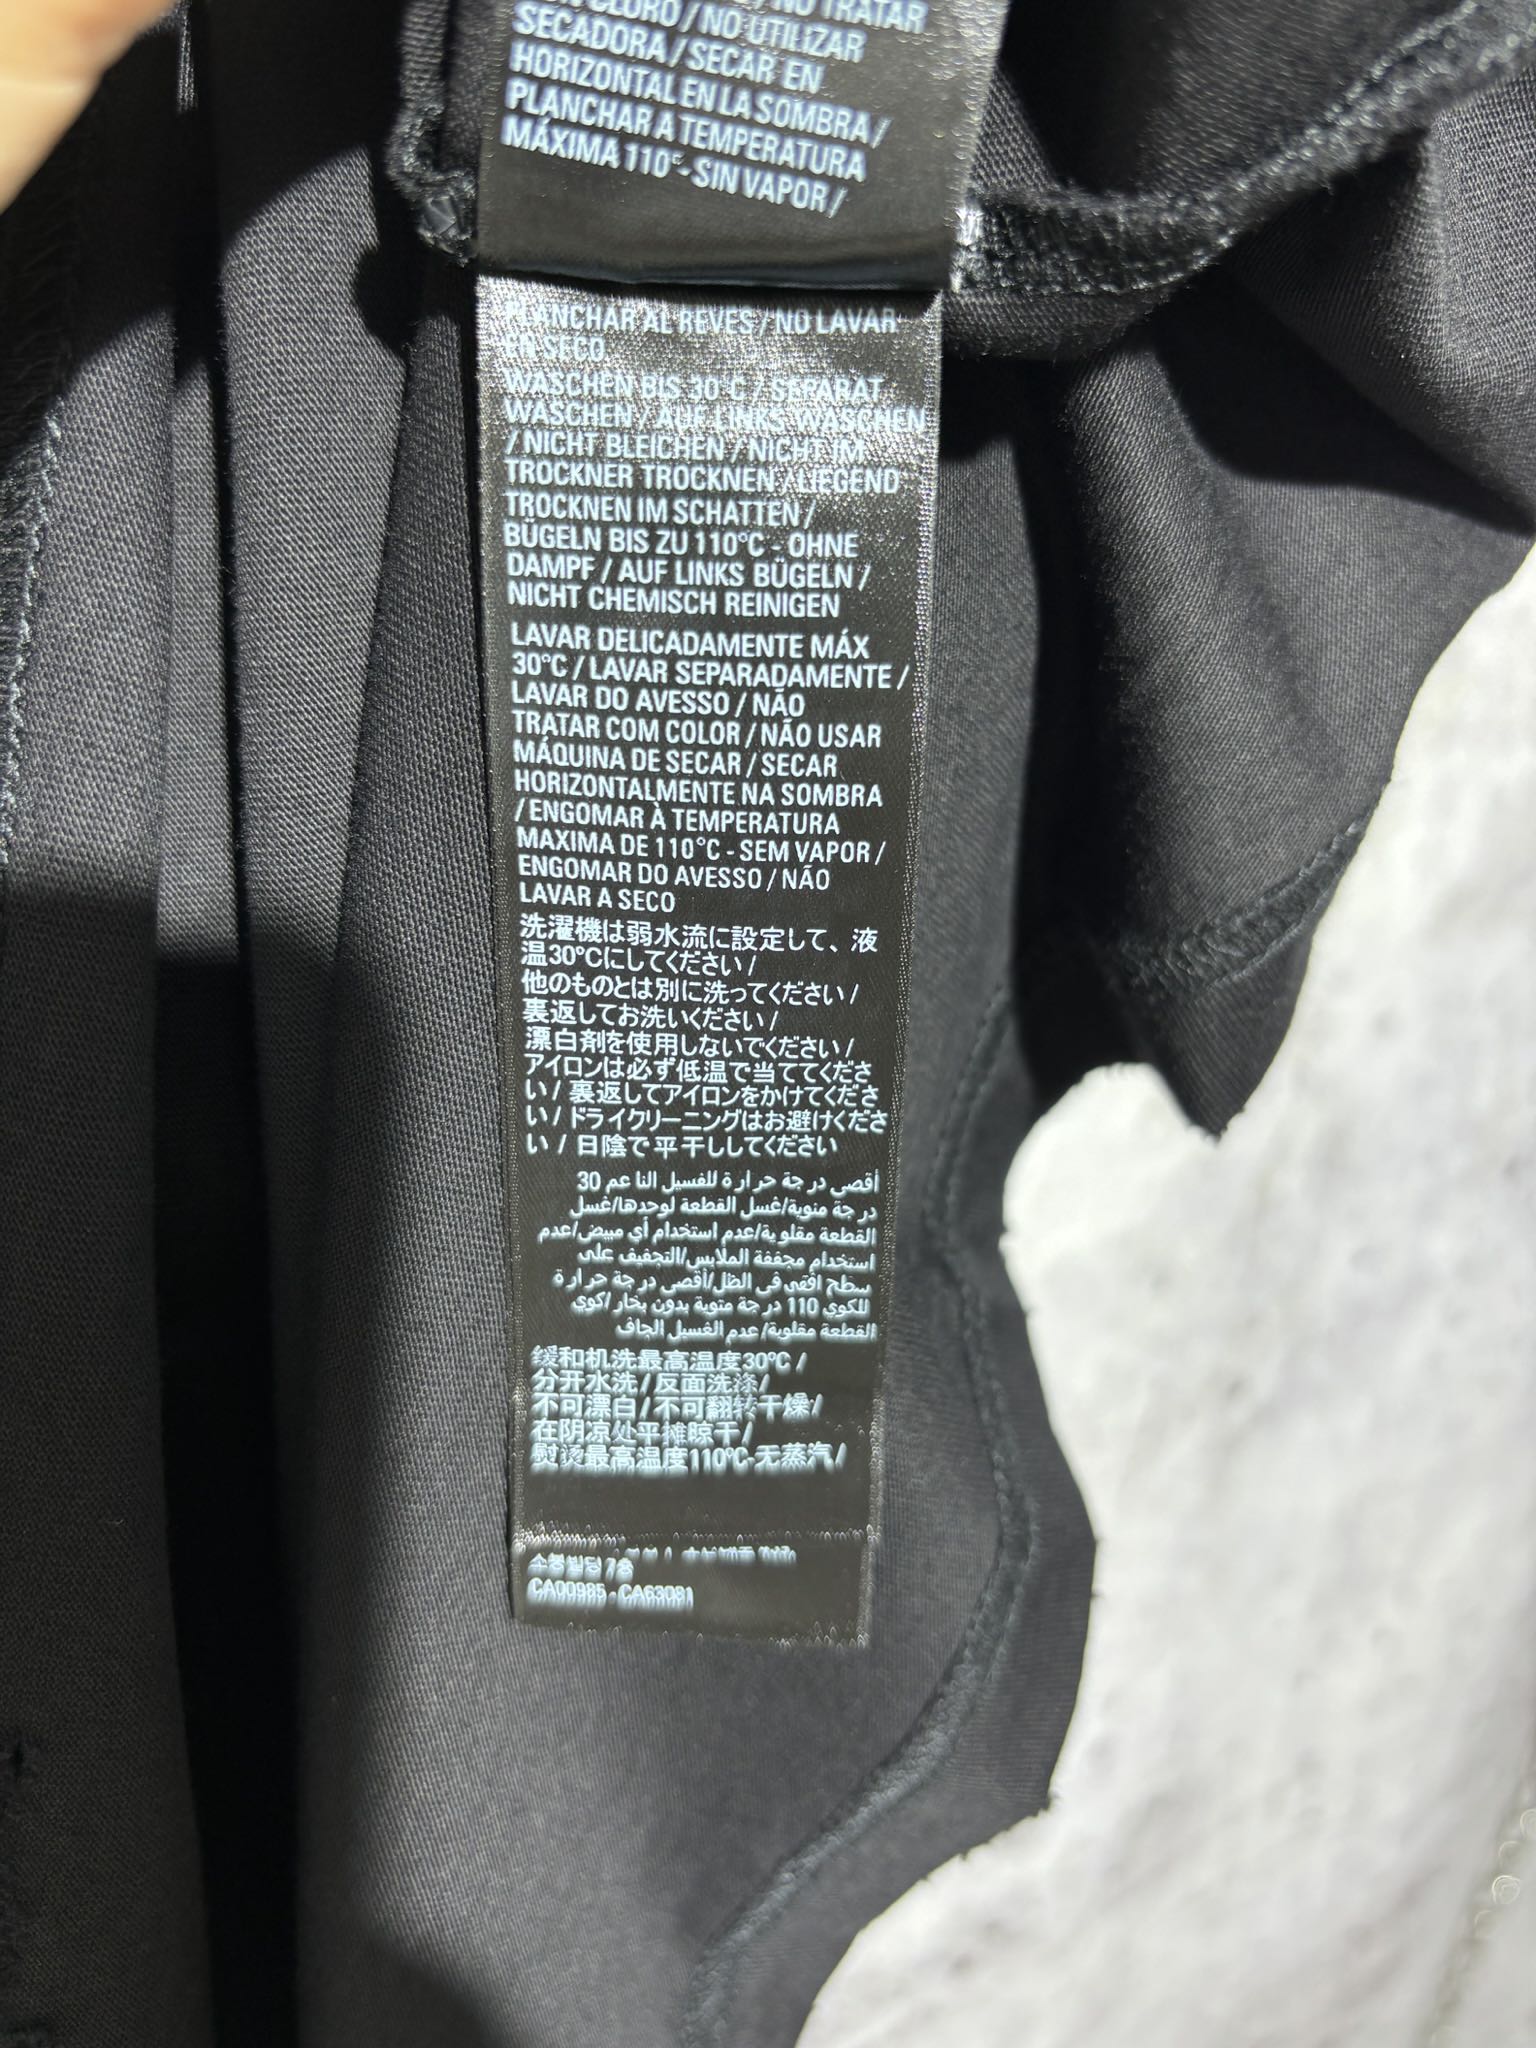 NO TRATAR
CLORO / NO UTILIZAR
SECADORA / SECAR EN
HORIZONTAL EN LA SOMBRA /
PLANCHAR A TEMPERATURA
MÁXIMA 110° - SIN VAPOR /
PLANCHAR AL REVES / NO LAVAR
EN SECO
WASCHEN BIS 30°C / SEPARAT
WASCHEN / AUF LINKS WASCHEN
/ NICHT BLEICHEN / NICHT IM
TROCKNER TROCKNEN / LIEGEND
TROCKNEN IM SCHATTEN /
BÜGELN BIS ZU 110°C - OHNE
DAMPF / AUF LINKS BÜGELN /
NICHT CHEMISCH REINIGEN
LAVAR DELICADAMENTE MÁX
30°C / LAVAR SEPARADAMENTE /
LAVAR DO AVESSO / NÃO
TRATAR COM COLOR / NÃO USAR
MÁQUINA DE SECAR / SECAR
HORIZONTALMENTE NA SOMBRA
/ ENGOMAR À TEMPERATURA
MAXIMA DE 110°C - SEM VAPOR /
ENGOMAR DO AVESSO / NÃO
LAVAR A SECO
洗濯機は弱水流に設定して、液
温30°Cにしてください /
他のものとは別に洗ってください /
裏返してお洗いください /
漂白剤を使用しないでください /
アイロンは必ず低温で当ててくださ
い / 裏返してアイロンをかけてくださ
い / ドライクリーニングはお避けくださ
い / 日陰で平干ししてください
أقصى درجة حرارة للغسيل الناعم 30
درجة مئوية/غسل القطعة لوحدها/غسل
القطعة مقلوبة/عدم استخدام أي مبيض/عدم
استخدام مجففة الملابس/التجفيف على
سطح افقي في الظل/أقصى درجة حرارة
للكوي 110 درجة مئوية بدون بخار/كوي
القطعة مقلوبة/ عدم الغسيل الجاف
缓和机洗最高温度30°C /
分开水洗 / 反面洗涤 /
不可漂白 / 不可翻转干燥 /
在阴凉处平摊晾干 /
熨烫最高温度110°C-无蒸汽 /
소봉빌딩 7층
CA00985 - CA63081